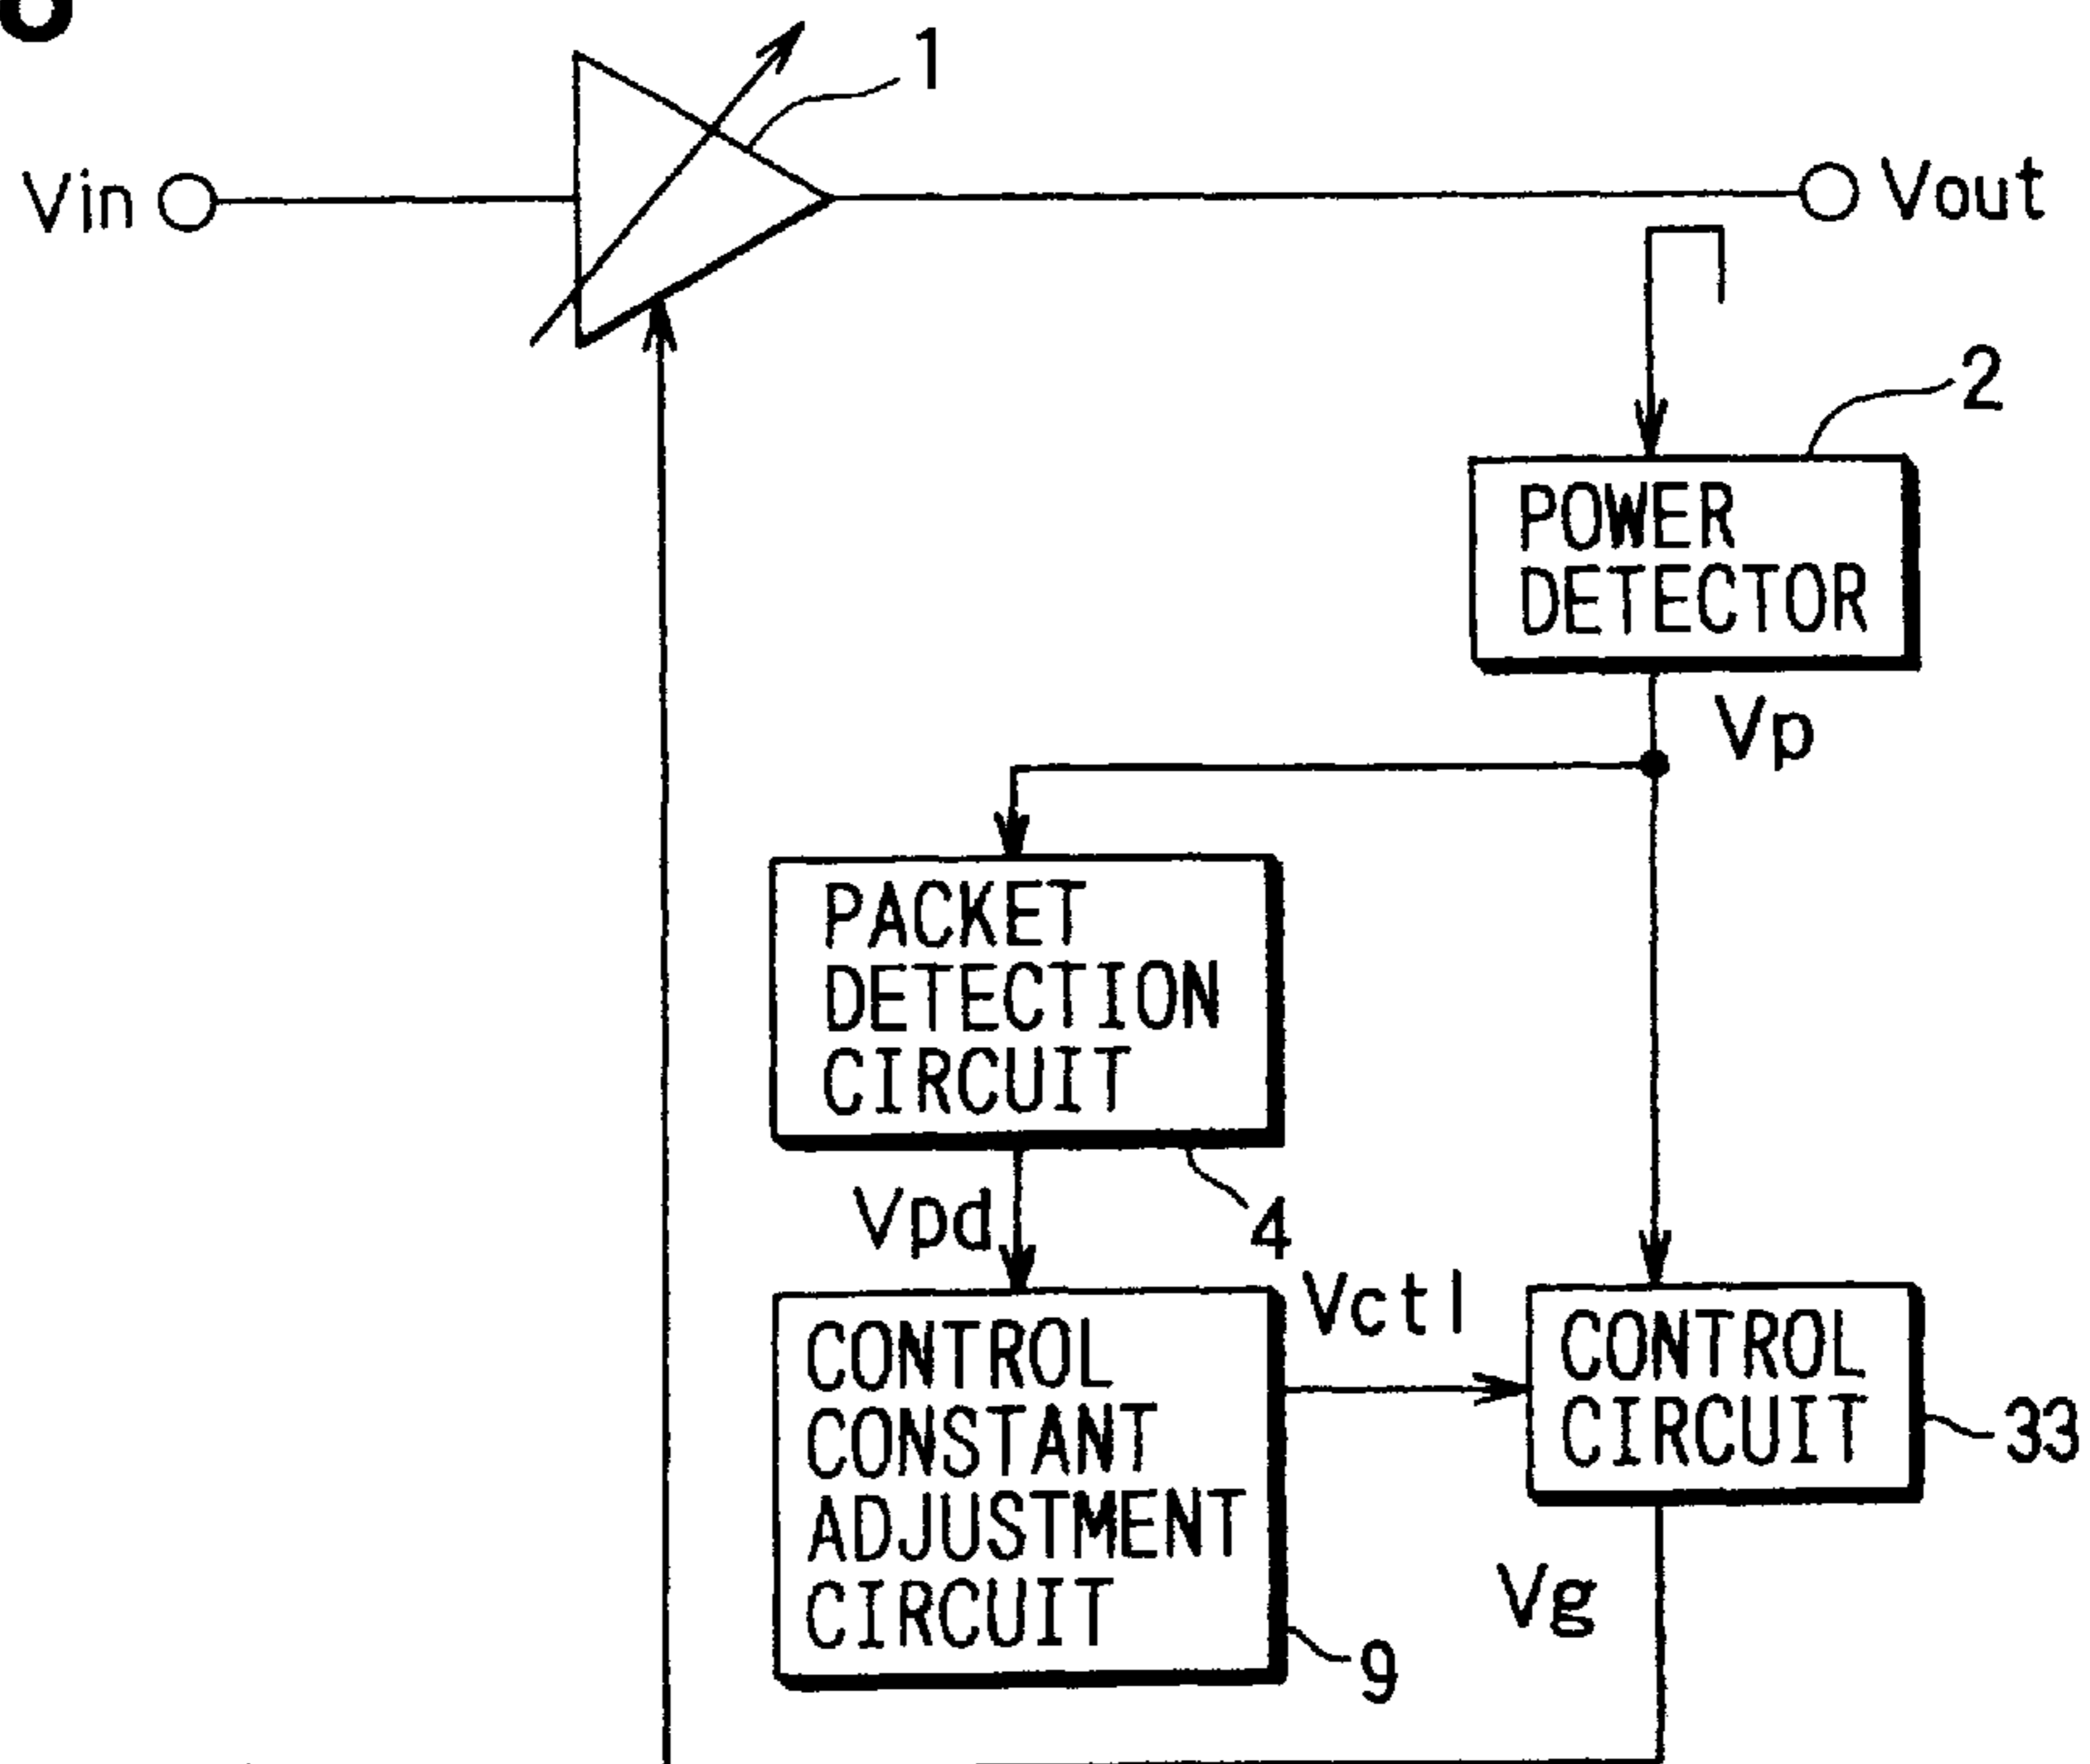 1
Vin
Vout
2
POWER
DETECTOR
Vp
PACKET
DETECTION
CIRCUIT
Vpd
4
Vctl
CONTROL
CONSTANT
ADJUSTMENT
CIRCUIT
CONTROL
CIRCUIT
33
Vg
9